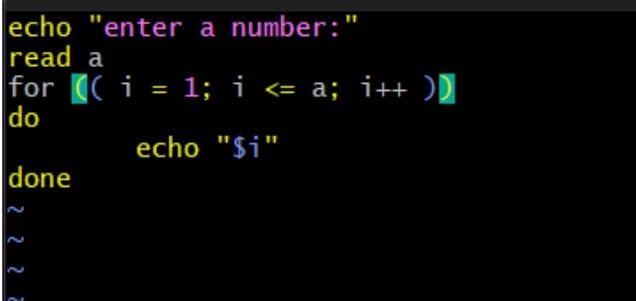 echo "enter a number:"
read a
for (( i = 1; i <= a; i++ ))
do
        echo "$i"
done
~
~
~
~